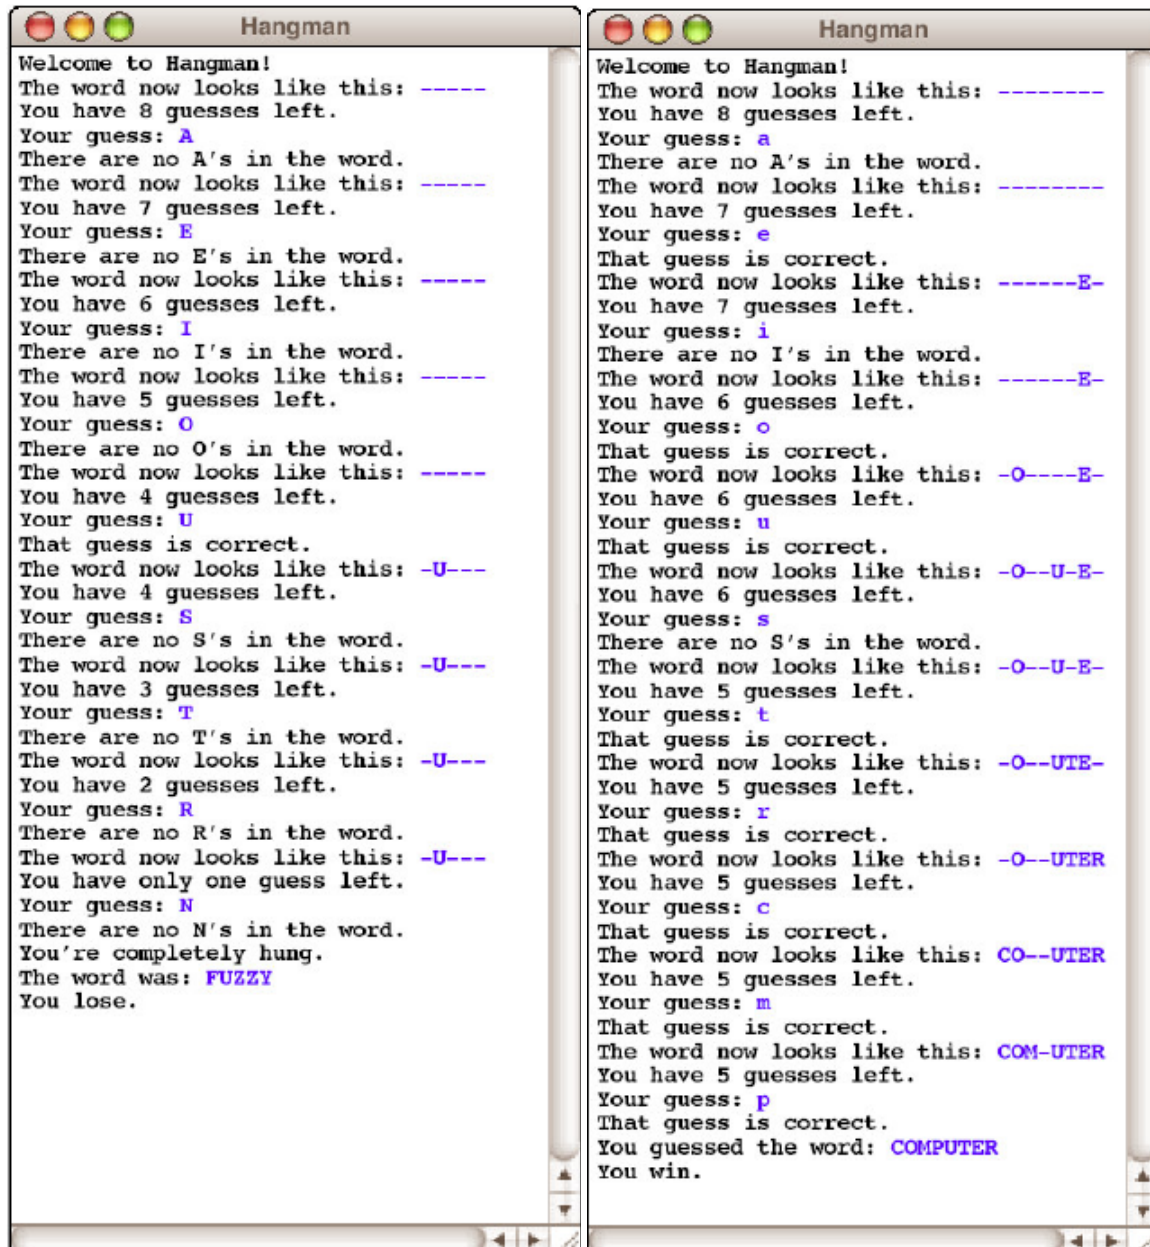 Hangman
Welcome to Hangman!
The word now looks like this: -----
You have 8 guesses left.
Your guess: A
There are no A's in the word.
The word now looks like this: -----
You have 7 guesses left.
Your guess: E
There are no E's in the word.
The word now looks like this: -----
You have 6 guesses left.
Your guess: I
There are no I's in the word.
The word now looks like this: -----
You have 5 guesses left.
Your guess: O
There are no O's in the word.
The word now looks like this: -----
You have 4 guesses left.
Your guess: U
That guess is correct.
The word now looks like this: -U---
You have 4 guesses left.
Your guess: S
There are no S's in the word.
The word now looks like this: -U---
You have 3 guesses left.
Your guess: T
There are no T's in the word.
The word now looks like this: -U---
You have 2 guesses left.
Your guess: R
There are no R's in the word.
The word now looks like this: -U---
You have only one guess left.
Your guess: N
There are no N's in the word.
You're completely hung.
The word was: FUZZY
You lose.
Hangman
Welcome to Hangman!
The word now looks like this: --------
You have 8 guesses left.
Your guess: a
There are no A's in the word.
The word now looks like this: --------
You have 7 guesses left.
Your guess: e
That guess is correct.
The word now looks like this: ------E-
You have 7 guesses left.
Your guess: i
There are no I's in the word.
The word now looks like this: ------E-
You have 6 guesses left.
Your guess: o
That guess is correct.
The word now looks like this: -O----E-
You have 6 guesses left.
Your guess: u
That guess is correct.
The word now looks like this: -O--U-E-
You have 6 guesses left.
Your guess: s
There are no S's in the word.
The word now looks like this: -O--U-E-
You have 5 guesses left.
Your guess: t
That guess is correct.
The word now looks like this: -O--UTE-
You have 5 guesses left.
Your guess: r
That guess is correct.
The word now looks like this: -O--UTER
You have 5 guesses left.
Your guess: c
That guess is correct.
The word now looks like this: CO--UTER
You have 5 guesses left.
Your guess: m
That guess is correct.
The word now looks like this: COM-UTER
You have 5 guesses left.
Your guess: p
That guess is correct.
You guessed the word: COMPUTER
You win.